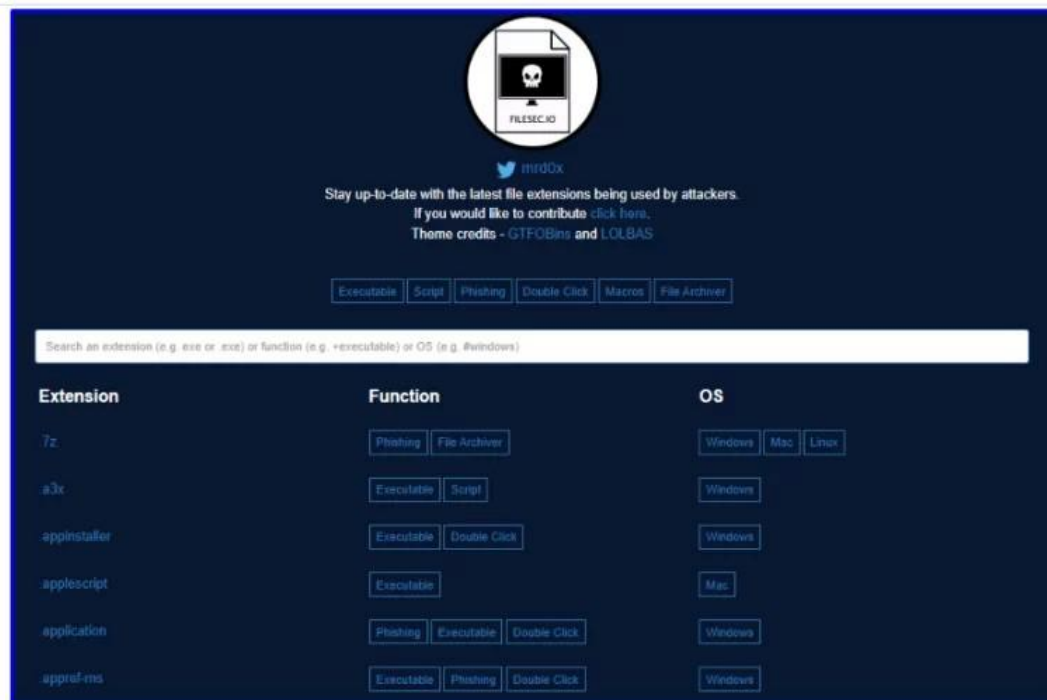 FILESEC.IO
mrd0x
Stay up-to-date with the latest file extensions being used by attackers.
If you would like to contribute click here.
Theme credits - GTFOBins and LOLBAS
Executable Script Phishing Double Click Macros File Archiver
Search an extension (e.g. exe or .exe) or function (e.g. +executable) or OS (e.g. #windows)
Extension Function OS
.7z Phishing File Archiver Windows Mac Linux
.a3x Executable Script Windows
.appinstaller Executable Double Click Windows
.applescript Executable Mac
.application Phishing Executable Double Click Windows
.appref-ms Executable Phishing Double Click Windows